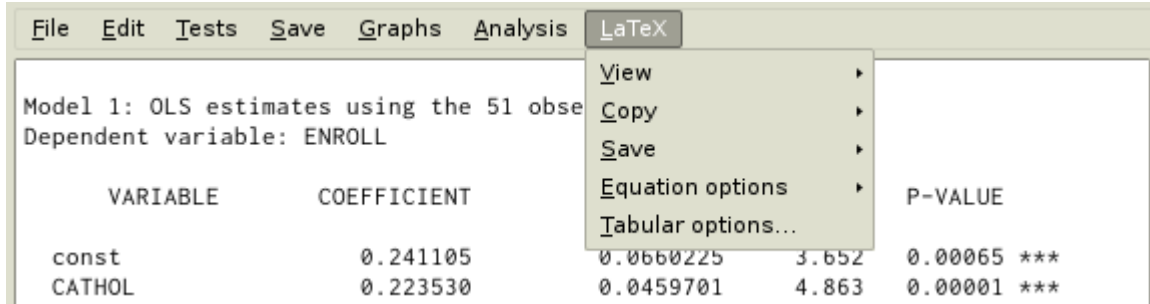 File Edit Tests Save Graphs Analysis LaTeX
View
Model 1: OLS estimates using the 51 obse
Copy
Dependent variable: ENROLL
Save
Equation options
VARIABLE COEFFICIENT P-VALUE
Tabular options...
const 0.241105 0.0660225 3.652 0.00065 ***
CATHOL 0.223530 0.0459701 4.863 0.00001 ***